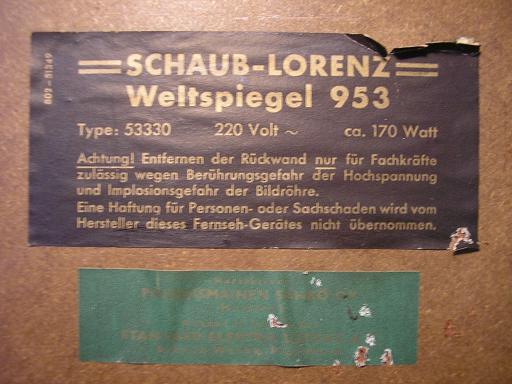 802-51349
SCHAUB-LORENZ
Weltspiegel 953
Type: 53330 220 Volt ~ ca. 170 Watt
Achtung! Entfernen der Rückwand nur für Fachkräfte
zulässig wegen Berührungsgefahr der Hochspannung
und Implosionsgefahr der Bildröhre.
Eine Haftung für Personen- oder Sachschaden wird vom
Hersteller dieses Fernseh-Gerätes nicht übernommen.